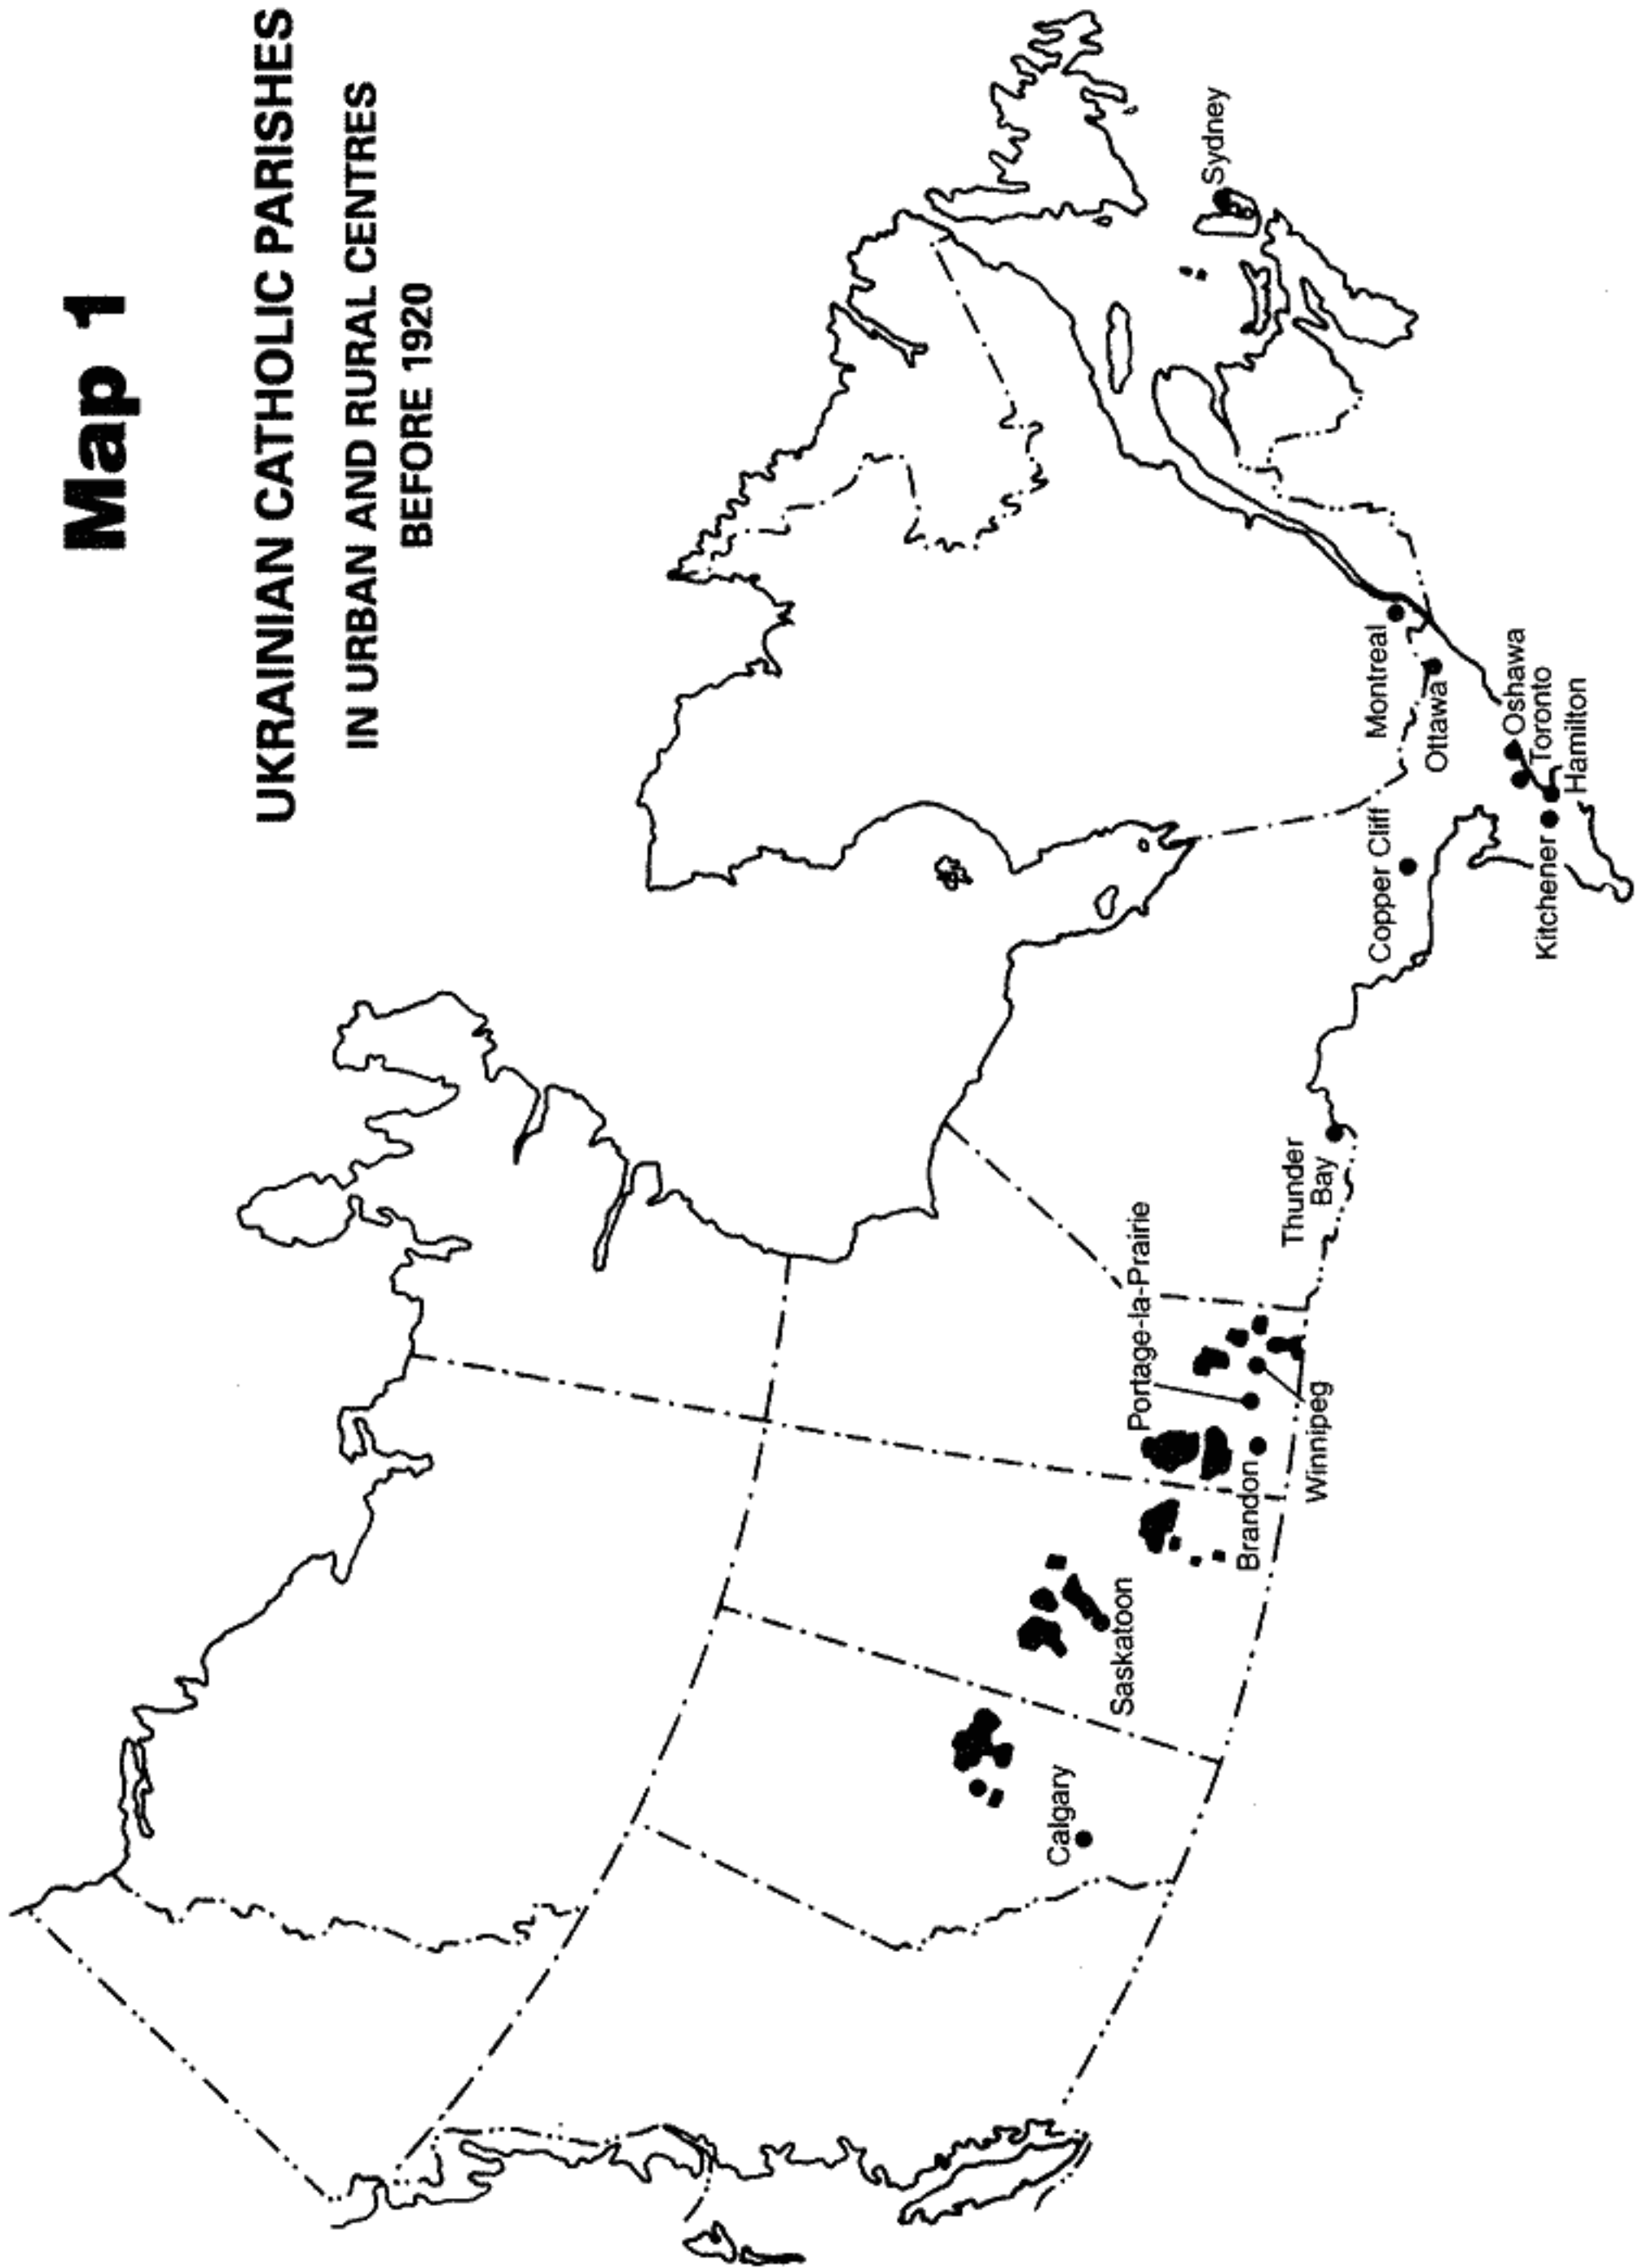 Map 1
UKRAINIAN CATHOLIC PARISHES
IN URBAN AND RURAL CENTRES
BEFORE 1920
Sydney
Montreal
Ottawa
Oshawa
Toronto
Hamilton
Kitchener
Copper Cliff
Thunder
Bay
Portage-la-Prairie
Winnipeg
Brandon
Saskatoon
Calgary